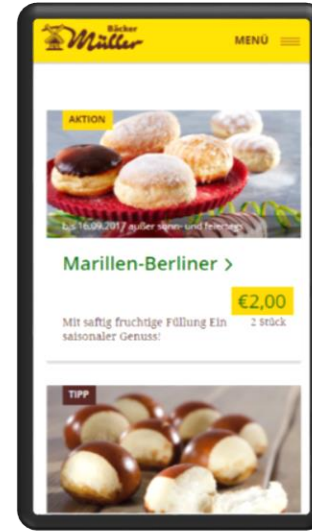 Bäcker
Müller
MENÜ
AKTION
bis 16.09.2017 außer sonn- und feiertags
Marillen-Berliner >
€2,00
2 Stück
Mit saftig fruchtige Füllung Ein
saisonaler Genuss!
TIPP